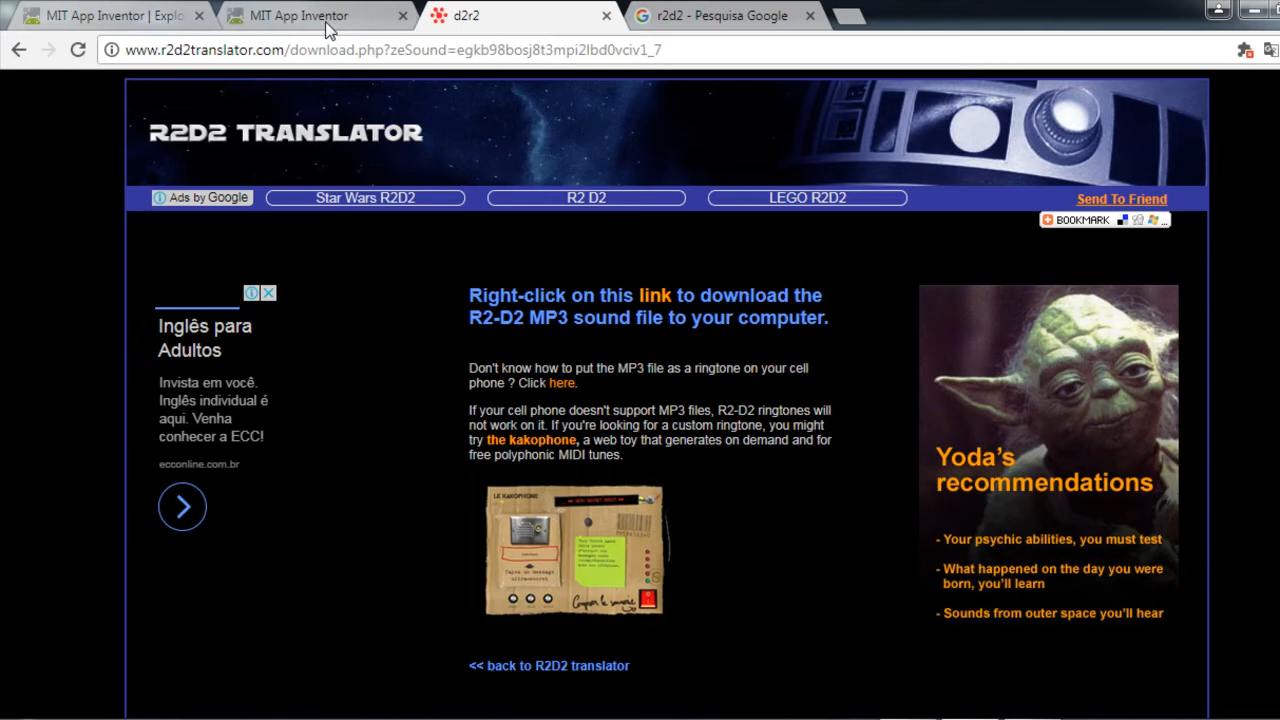 MIT App Inventor | Explo
MIT App Inventor
d2r2
r2d2 - Pesquisa Google
www.r2d2translator.com/download.php?zeSound=egkb98bosj8t3mpi2lbd0vciv1_7
R2D2 TRANSLATOR
Ads by Google
Star Wars R2D2
R2 D2
LEGO R2D2
Send To Friend
BOOKMARK
Inglês para
Adultos
Invista em você.
Inglês individual é
aqui. Venha
conhecer a ECC!
ecconline.com.br
Right-click on this link to download the
R2-D2 MP3 sound file to your computer.
Don't know how to put the MP3 file as a ringtone on your cell
phone ? Click here.
If your cell phone doesn't support MP3 files, R2-D2 ringtones will
not work on it. If you're looking for a custom ringtone, you might
try the kakophone, a web toy that generates on demand and for
free polyphonic MIDI tunes.
LE KAKOPHONE
<< back to R2D2 translator
Yoda's
recommendations
- Your psychic abilities, you must test
- What happened on the day you were
born, you'll learn
- Sounds from outer space you'll hear